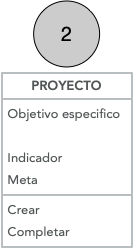 2
PROYECTO
Objetivo especifico
Indicador
Meta
Crear
Completar